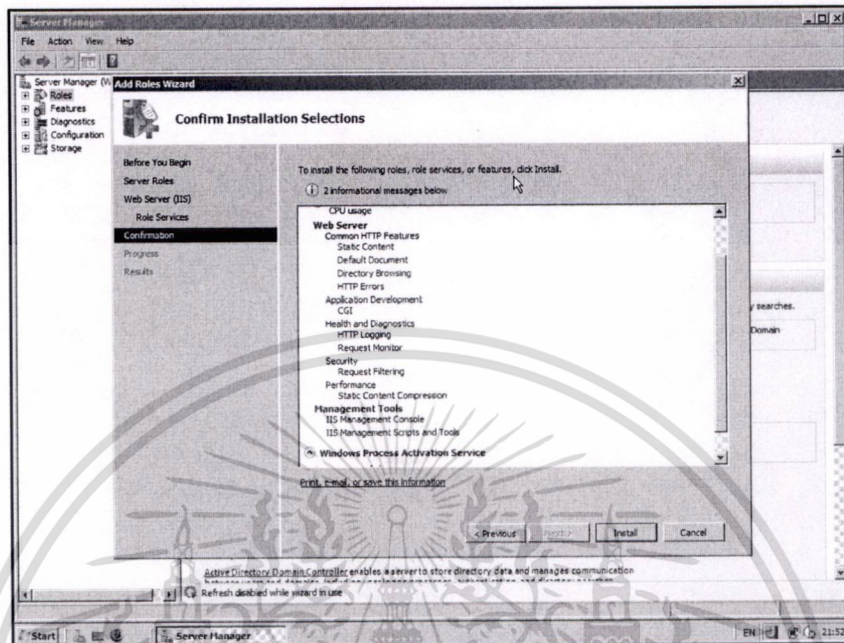 Server Manager
File Action View Help
Server Manager (W
Roles
Features
Diagnostics
Configuration
Storage
Add Roles Wizard
Confirm Installation Selections
Before You Begin
Server Roles
Web Server (IIS)
Role Services
Confirmation
Progress
Results
To install the following roles, role services, or features, click Install.
2 informational messages below
CPU usage
Web Server
Common HTTP Features
Static Content
Default Document
Directory Browsing
HTTP Errors
Application Development
CGI
Health and Diagnostics
HTTP Logging
Request Monitor
Security
Request Filtering
Performance
Static Content Compression
Management Tools
IIS Management Console
IIS Management Scripts and Tools
Windows Process Activation Service
Print, e-mail, or save this information
< Previous
Next >
Install
Cancel
y searches.
Domain
Active Directory Domain Controller enables a server to store directory data and manages communication
Refresh disabled while wizard in use
Start
Server Manager
EN
21:52